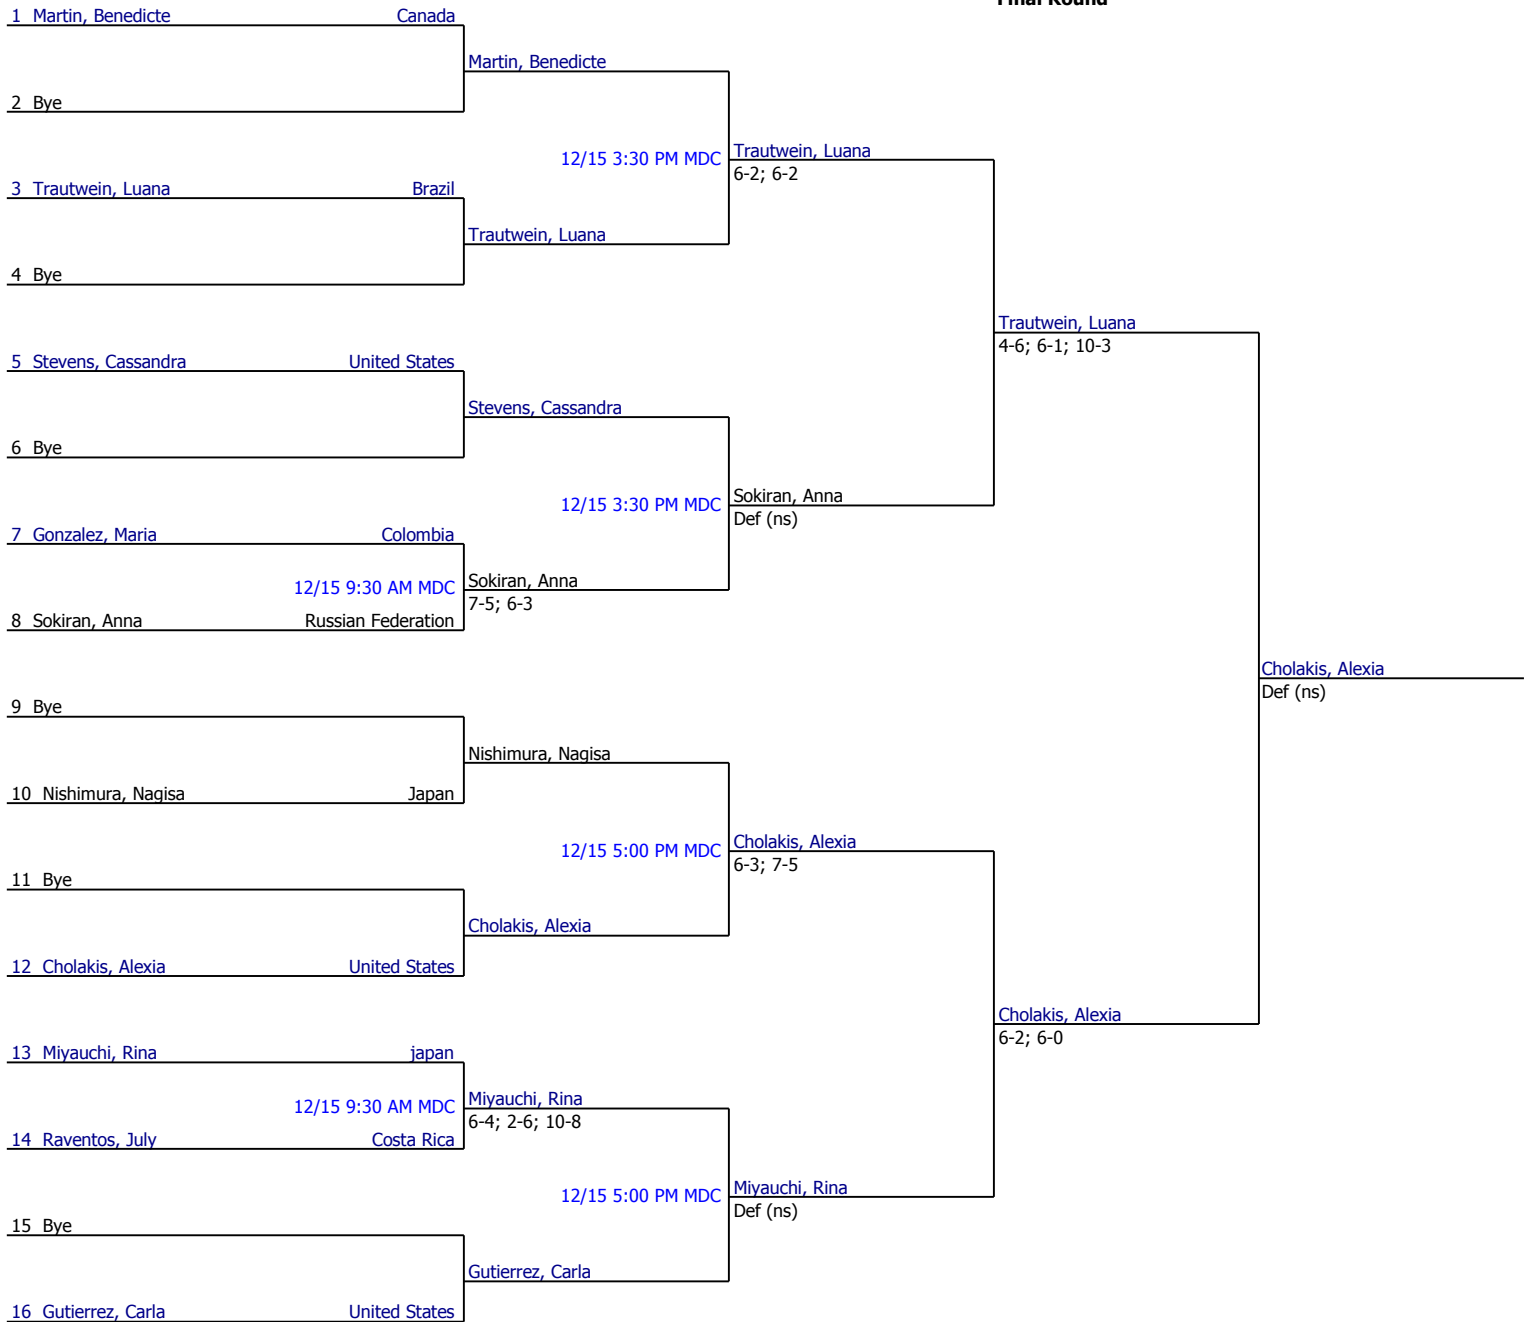 Final Round
1 Martin, Benedicte Canada
Martin, Benedicte
2 Bye
12/15 3:30 PM MDC Trautwein, Luana
6-2; 6-2
3 Trautwein, Luana Brazil
Trautwein, Luana
4 Bye
Trautwein, Luana
4-6; 6-1; 10-3
5 Stevens, Cassandra United States
Stevens, Cassandra
6 Bye
12/15 3:30 PM MDC Sokiran, Anna
Def (ns)
7 Gonzalez, Maria Colombia
12/15 9:30 AM MDC Sokiran, Anna
7-5; 6-3
8 Sokiran, Anna Russian Federation
Cholakis, Alexia
Def (ns)
9 Bye
Nishimura, Nagisa
10 Nishimura, Nagisa Japan
12/15 5:00 PM MDC Cholakis, Alexia
6-3; 7-5
11 Bye
Cholakis, Alexia
12 Cholakis, Alexia United States
Cholakis, Alexia
6-2; 6-0
13 Miyauchi, Rina japan
12/15 9:30 AM MDC Miyauchi, Rina
6-4; 2-6; 10-8
14 Raventos, July Costa Rica
12/15 5:00 PM MDC Miyauchi, Rina
Def (ns)
15 Bye
Gutierrez, Carla
16 Gutierrez, Carla United States